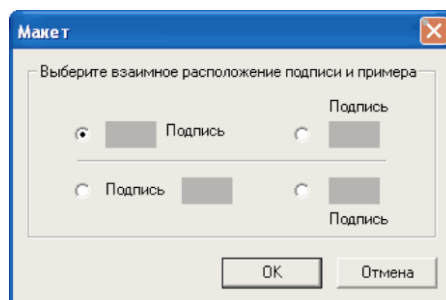 Макет
Выберите взаимное расположение подписи и примера
Подпись
Подпись
Подпись
Подпись
OK
Отмена